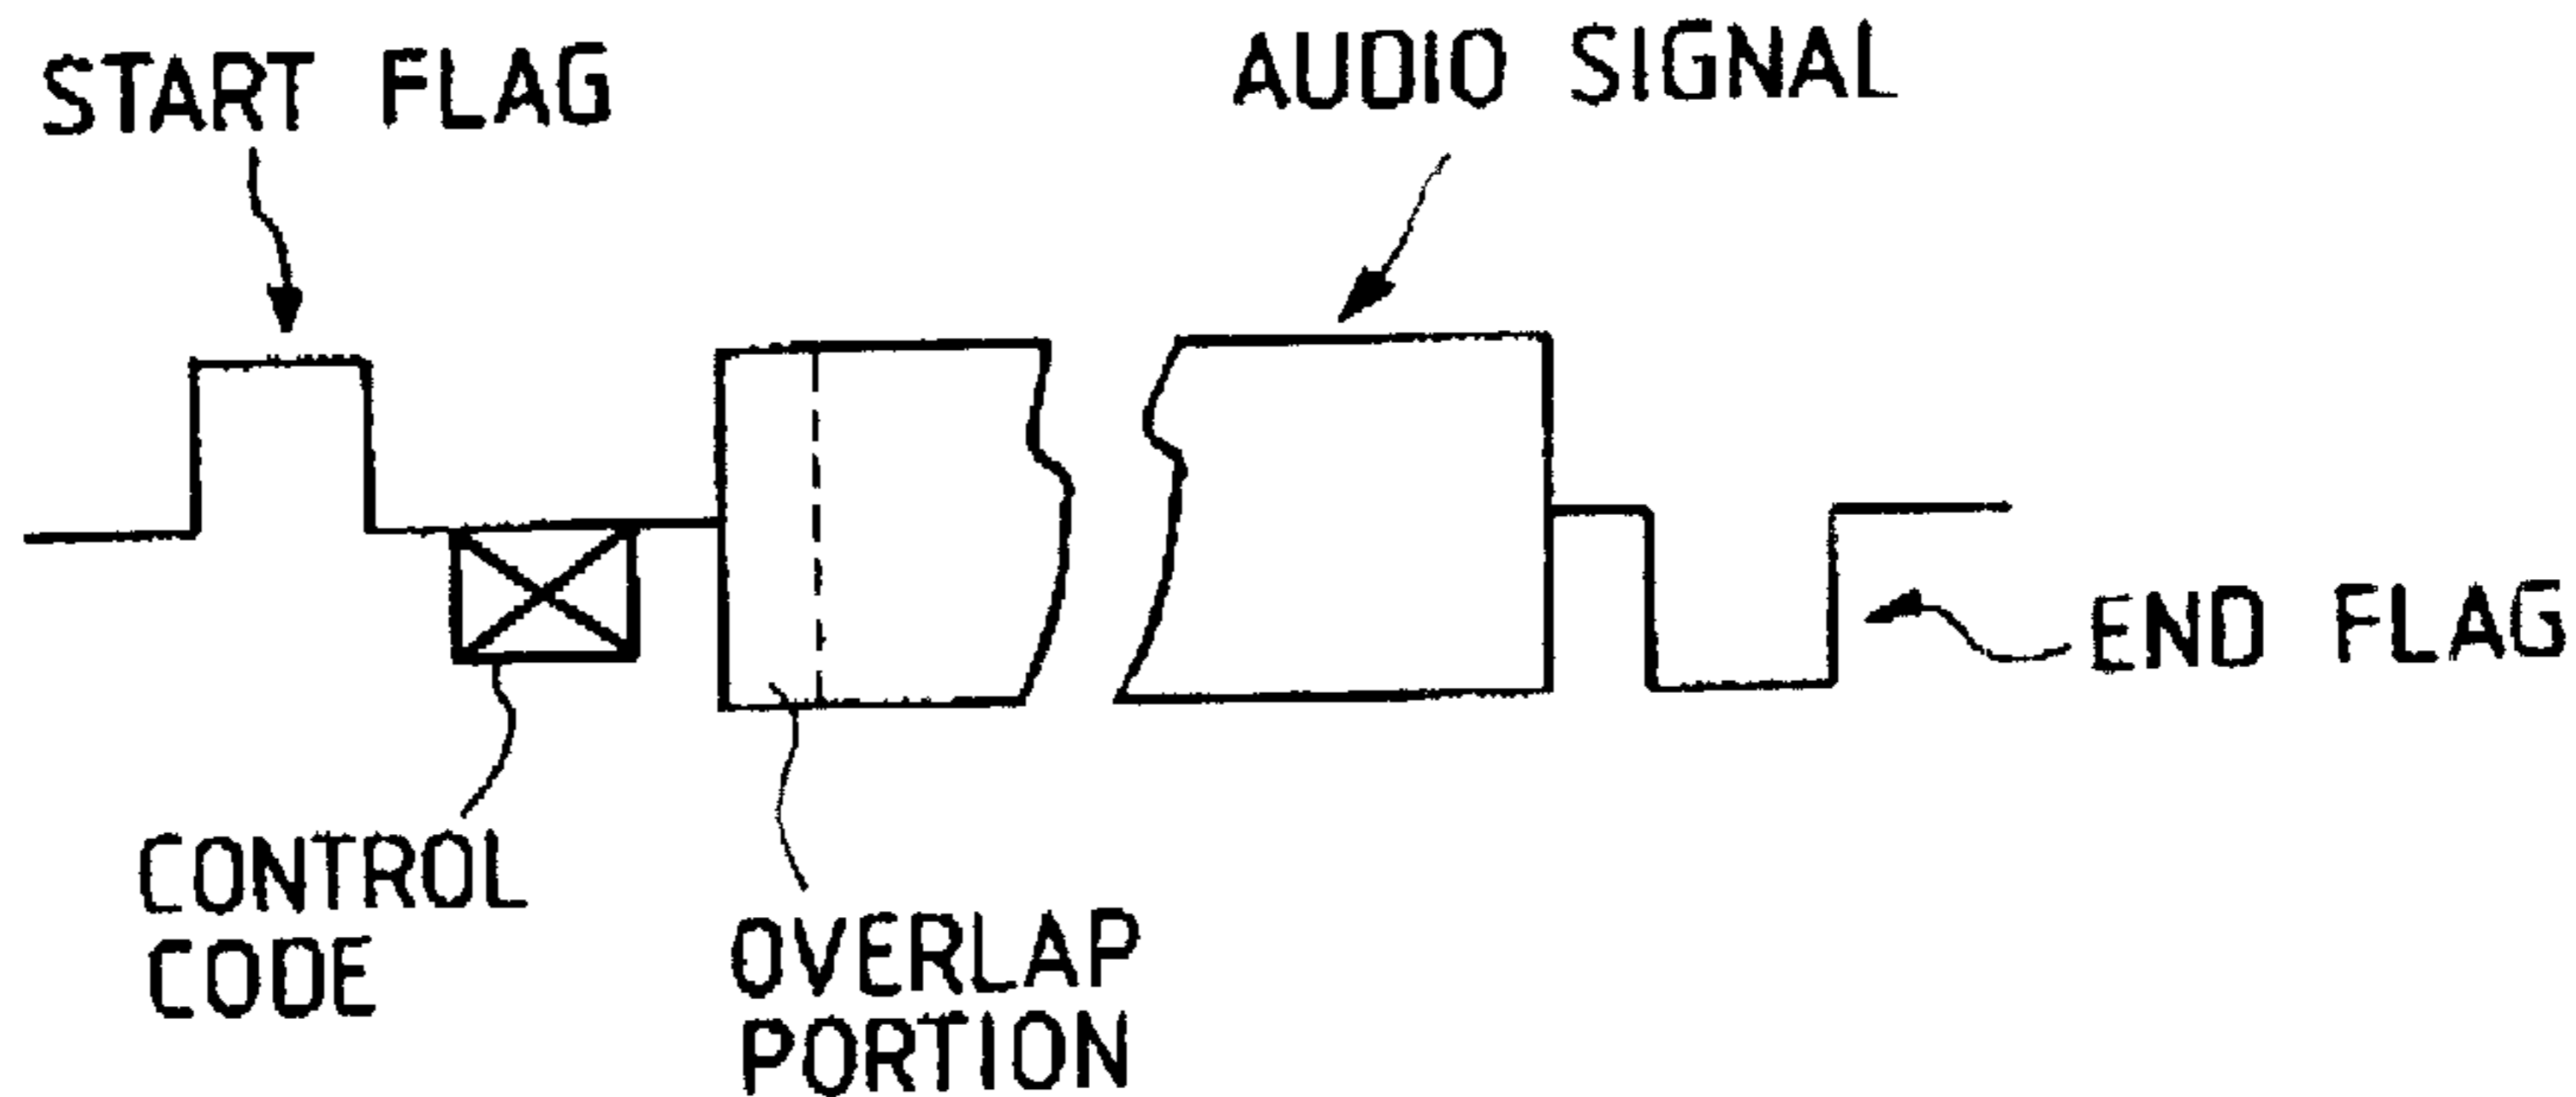 START FLAG
AUDIO SIGNAL
END FLAG
CONTROL
CODE
OVERLAP
PORTION